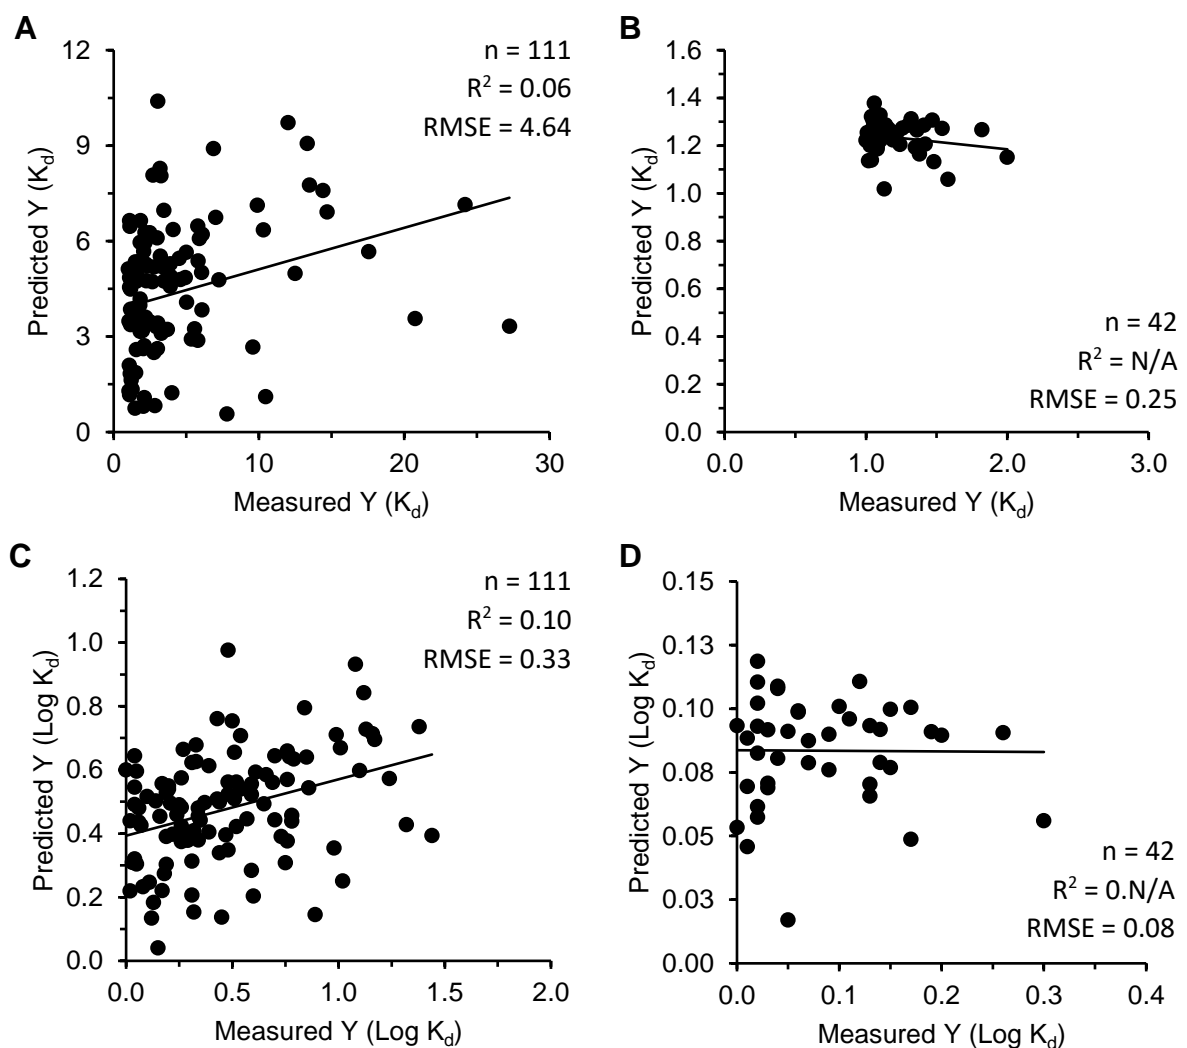 A
12
9
6
3
0
0
10
20
30
n = 111
R² = 0.06
RMSE = 4.64
Predicted Y (Kd)
Measured Y (Kd)
B
1.6
1.4
1.2
1.0
0.8
0.6
0.4
0.2
0.0
0.0
1.0
2.0
3.0
n = 42
R² = N/A
RMSE = 0.25
Predicted Y (Kd)
Measured Y (Kd)
C
1.2
1.0
0.8
0.6
0.4
0.2
0.0
0.0
0.5
1.0
1.5
2.0
n = 111
R² = 0.10
RMSE = 0.33
Predicted Y (Log Kd)
Measured Y (Log Kd)
D
0.15
0.13
0.10
0.08
0.05
0.03
0.00
0.0
0.1
0.2
0.3
0.4
n = 42
R² = 0.N/A
RMSE = 0.08
Predicted Y (Log Kd)
Measured Y (Log Kd)